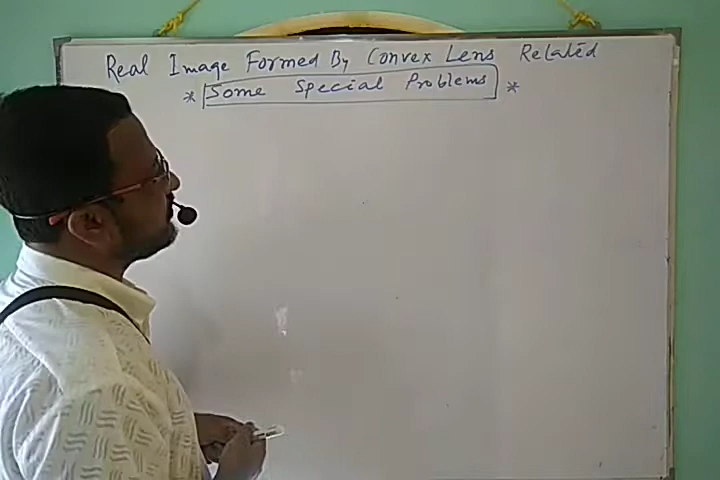 Real Image Formed By Convex Lens Related
* Some Special Problems *